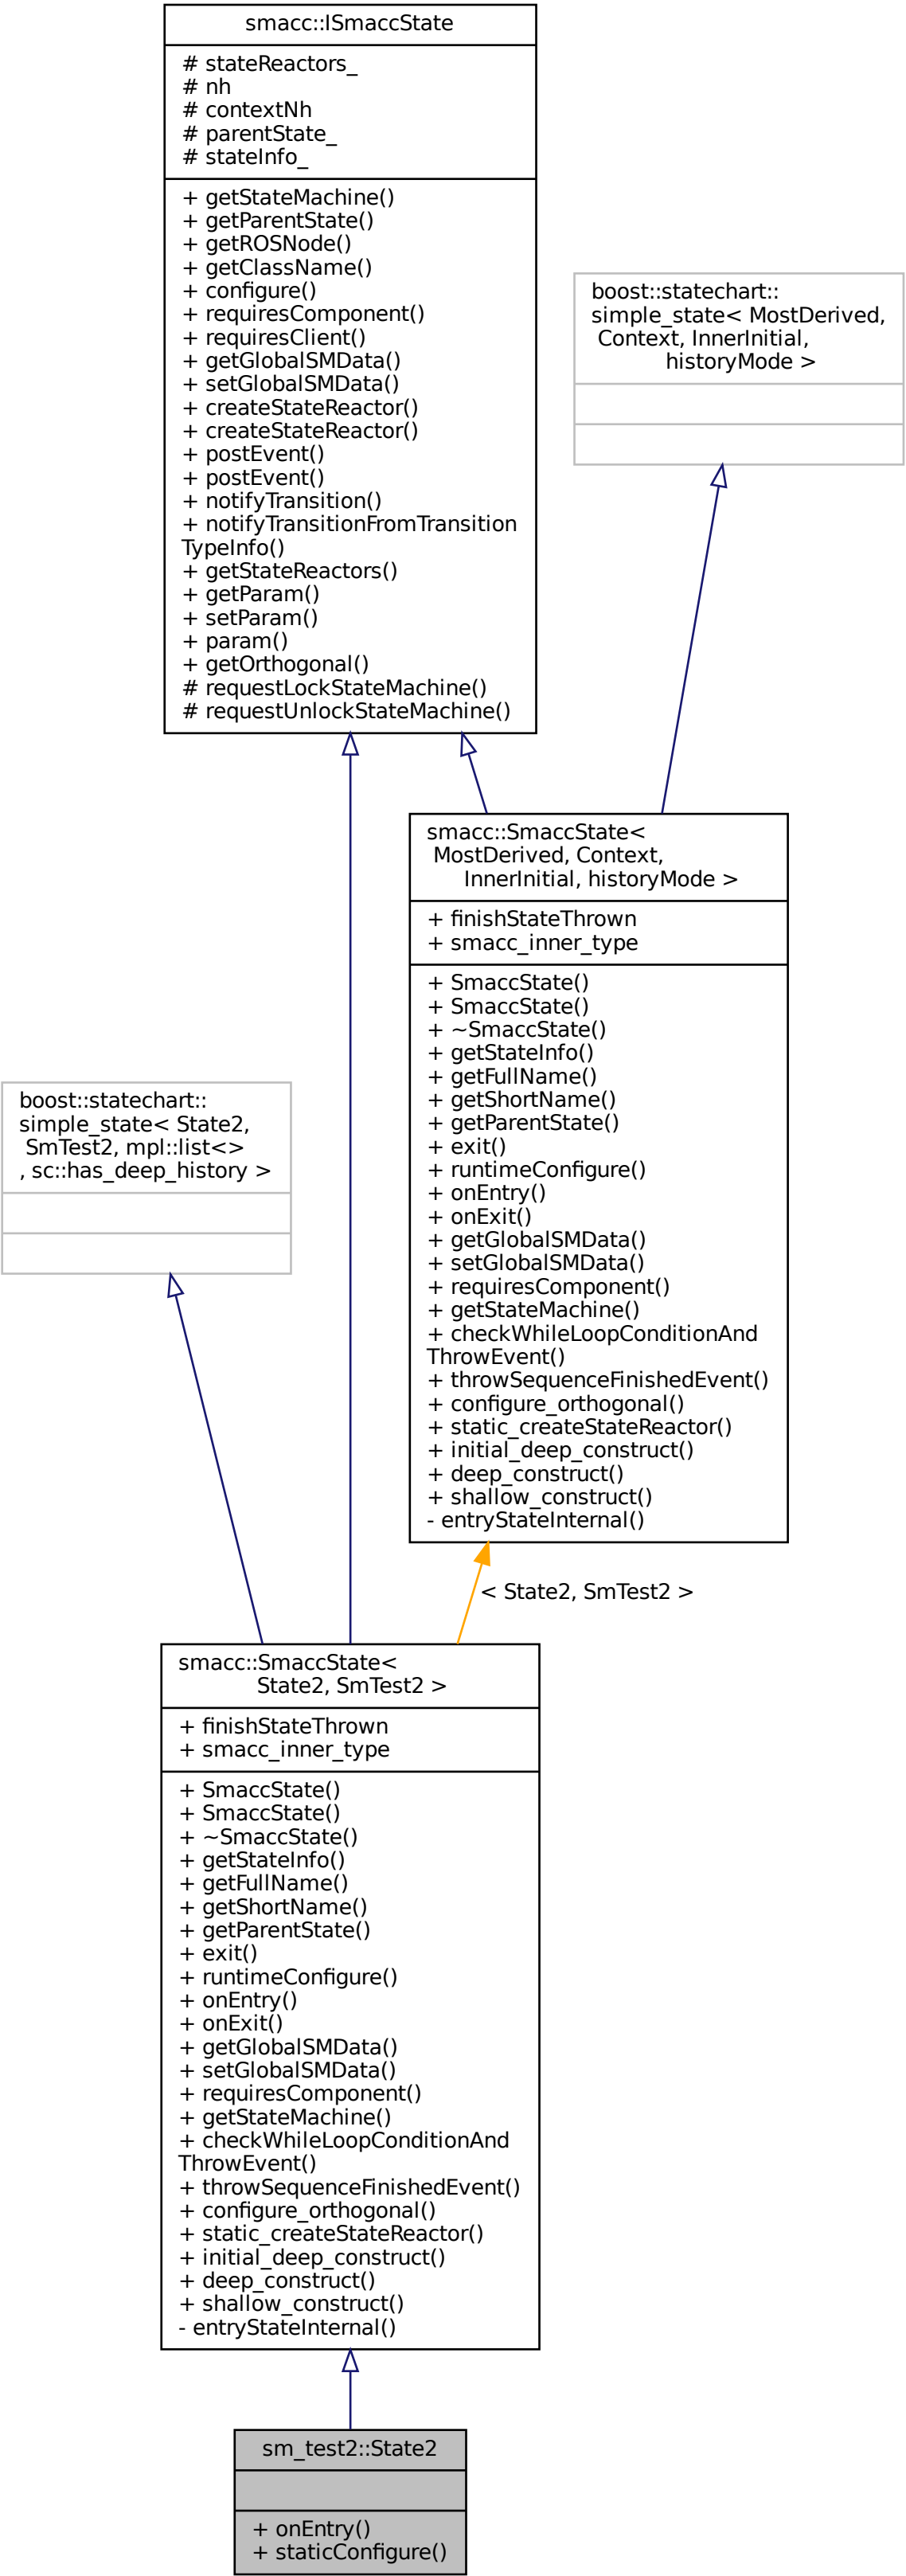 smacc::ISmaccState
# stateReactors_
# nh
# contextNh
# parentState_
# stateInfo_
+ getStateMachine()
+ getParentState()
+ getROSNode()
+ getClassName()
+ configure()
+ requiresComponent()
+ requiresClient()
+ getGlobalSMData()
+ setGlobalSMData()
+ createStateReactor()
+ createStateReactor()
+ postEvent()
+ postEvent()
+ notifyTransition()
+ notifyTransitionFromTransition
TypeInfo()
+ getStateReactors()
+ getParam()
+ setParam()
+ param()
+ getOrthogonal()
# requestLockStateMachine()
# requestUnlockStateMachine()
boost::statechart::
simple_state< MostDerived,
Context, InnerInitial,
historyMode >
smacc::SmaccState<
MostDerived, Context,
InnerInitial, historyMode >
+ finishStateThrown
+ smacc_inner_type
+ SmaccState()
+ SmaccState()
+ ~SmaccState()
+ getStateInfo()
+ getFullName()
+ getShortName()
+ getParentState()
+ exit()
+ runtimeConfigure()
+ onEntry()
+ onExit()
+ getGlobalSMData()
+ setGlobalSMData()
+ requiresComponent()
+ getStateMachine()
+ checkWhileLoopConditionAnd
ThrowEvent()
+ throwSequenceFinishedEvent()
+ configure_orthogonal()
+ static_createStateReactor()
+ initial_deep_construct()
+ deep_construct()
+ shallow_construct()
- entryStateInternal()
boost::statechart::
simple_state< State2,
SmTest2, mpl::list<>
, sc::has_deep_history >
< State2, SmTest2 >
smacc::SmaccState<
State2, SmTest2 >
+ finishStateThrown
+ smacc_inner_type
+ SmaccState()
+ SmaccState()
+ ~SmaccState()
+ getStateInfo()
+ getFullName()
+ getShortName()
+ getParentState()
+ exit()
+ runtimeConfigure()
+ onEntry()
+ onExit()
+ getGlobalSMData()
+ setGlobalSMData()
+ requiresComponent()
+ getStateMachine()
+ checkWhileLoopConditionAnd
ThrowEvent()
+ throwSequenceFinishedEvent()
+ configure_orthogonal()
+ static_createStateReactor()
+ initial_deep_construct()
+ deep_construct()
+ shallow_construct()
- entryStateInternal()
sm_test2::State2
+ onEntry()
+ staticConfigure()